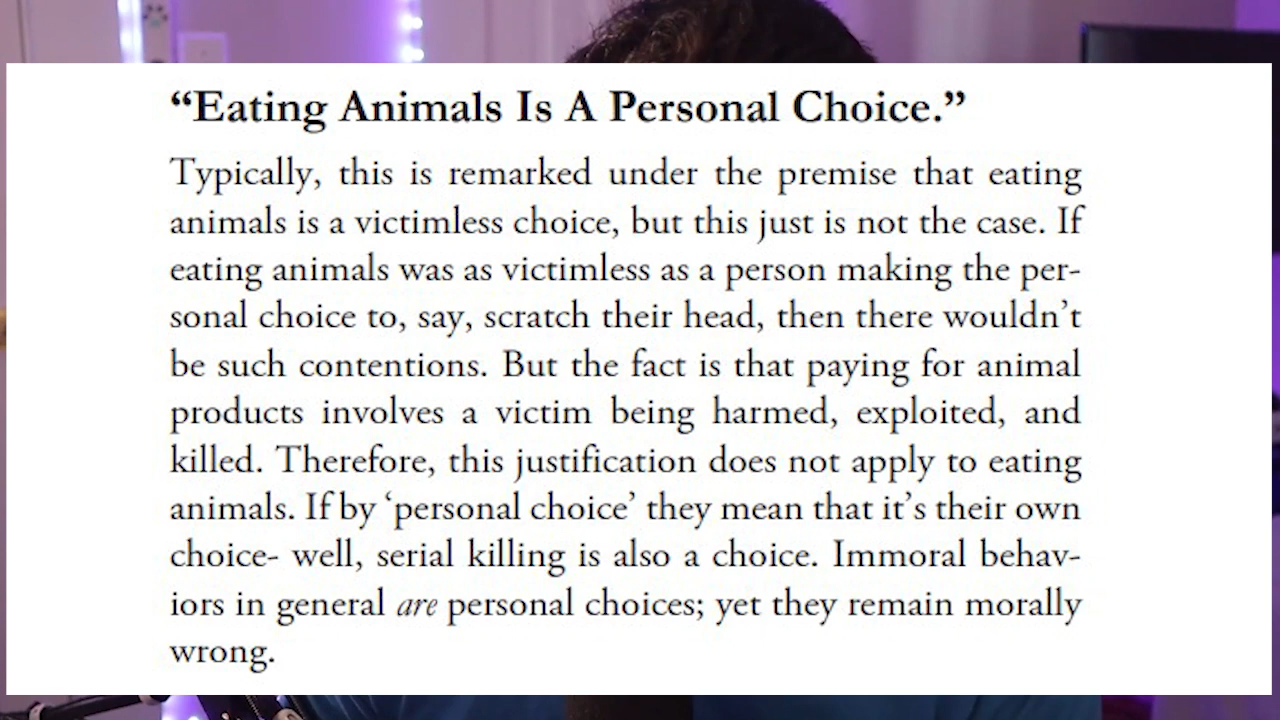 “Eating Animals Is A Personal Choice.”
Typically, this is remarked under the premise that eating
animals is a victimless choice, but this just is not the case. If
eating animals was as victimless as a person making the per-
sonal choice to, say, scratch their head, then there wouldn’t
be such contentions. But the fact is that paying for animal
products involves a victim being harmed, exploited, and
killed. Therefore, this justification does not apply to eating
animals. If by ‘personal choice’ they mean that it’s their own
choice- well, serial killing is also a choice. Immoral behav-
iors in general are personal choices; yet they remain morally
wrong.